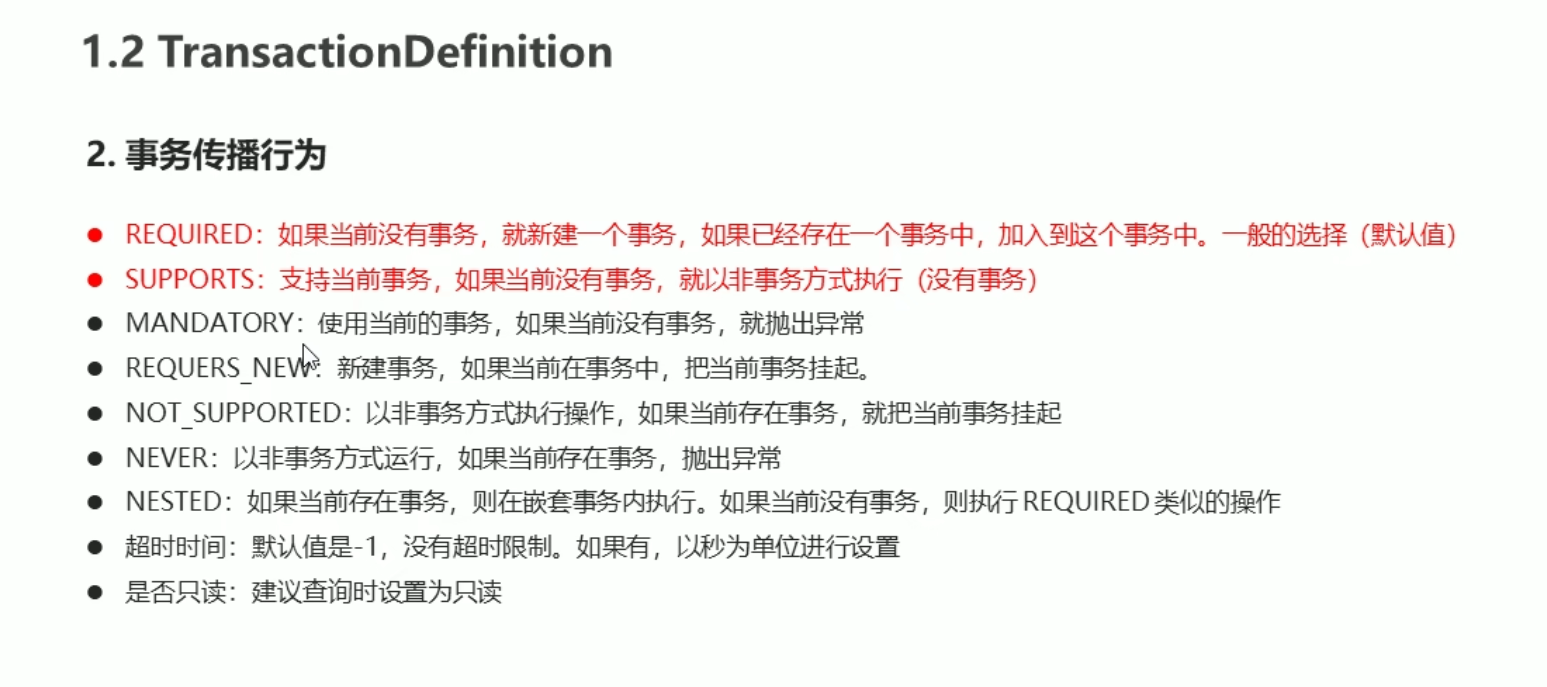 1.2 TransactionDefinition
2. 事务传播行为
● REQUIRED：如果当前没有事务，就新建一个事务，如果已经存在一个事务中，加入到这个事务中。一般的选择（默认值）
● SUPPORTS：支持当前事务，如果当前没有事务，就以非事务方式执行（没有事务）
● MANDATORY：使用当前的事务，如果当前没有事务，就抛出异常
● REQUERS_NEW：新建事务，如果当前在事务中，把当前事务挂起。
● NOT_SUPPORTED：以非事务方式执行操作，如果当前存在事务，就把当前事务挂起
● NEVER：以非事务方式运行，如果当前存在事务，抛出异常
● NESTED：如果当前存在事务，则在嵌套事务内执行。如果当前没有事务，则执行 REQUIRED 类似的操作
● 超时时间：默认值是-1，没有超时限制。如果有，以秒为单位进行设置
● 是否只读：建议查询时设置为只读